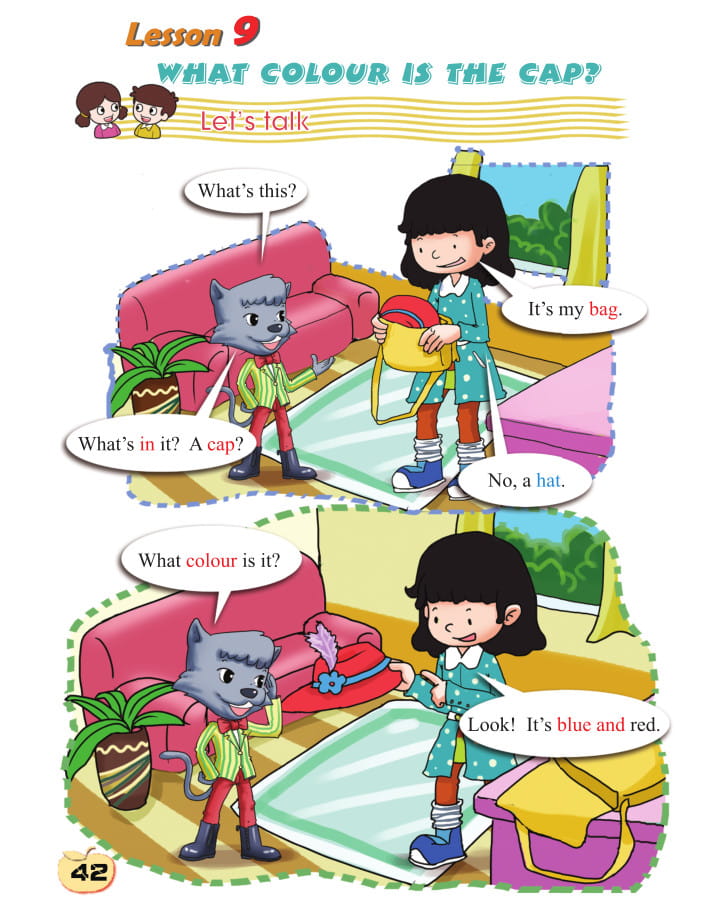 Lesson 9
WHAT COLOUR IS THE CAP?
Let's talk
What's this?
It's my bag.
What's in it? A cap?
No, a hat.
What colour is it?
Look! It's blue and red.
42